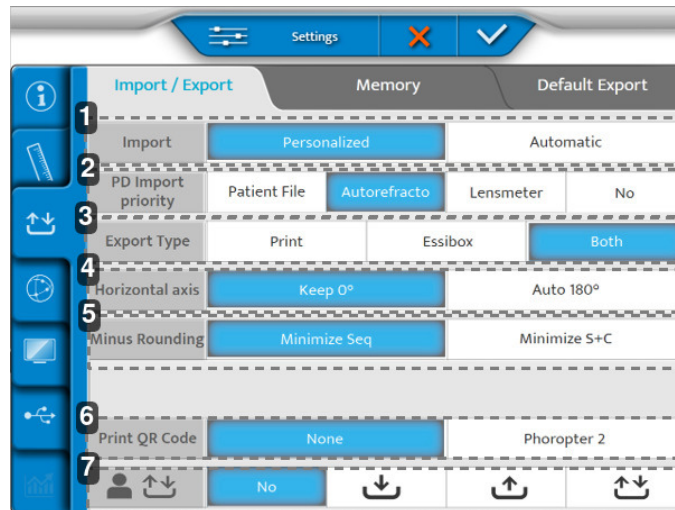 Settings
Import / Export Memory Default Export
1
Import Personalized Automatic
2
PD Import
priority Patient File Autorefracto Lensmeter No
3
Export Type Print Essibox Both
4
Horizontal axis Keep 0° Auto 180°
5
Minus Rounding Minimize Seq Minimize S+C
6
Print QR Code None Phoropter 2
7
No